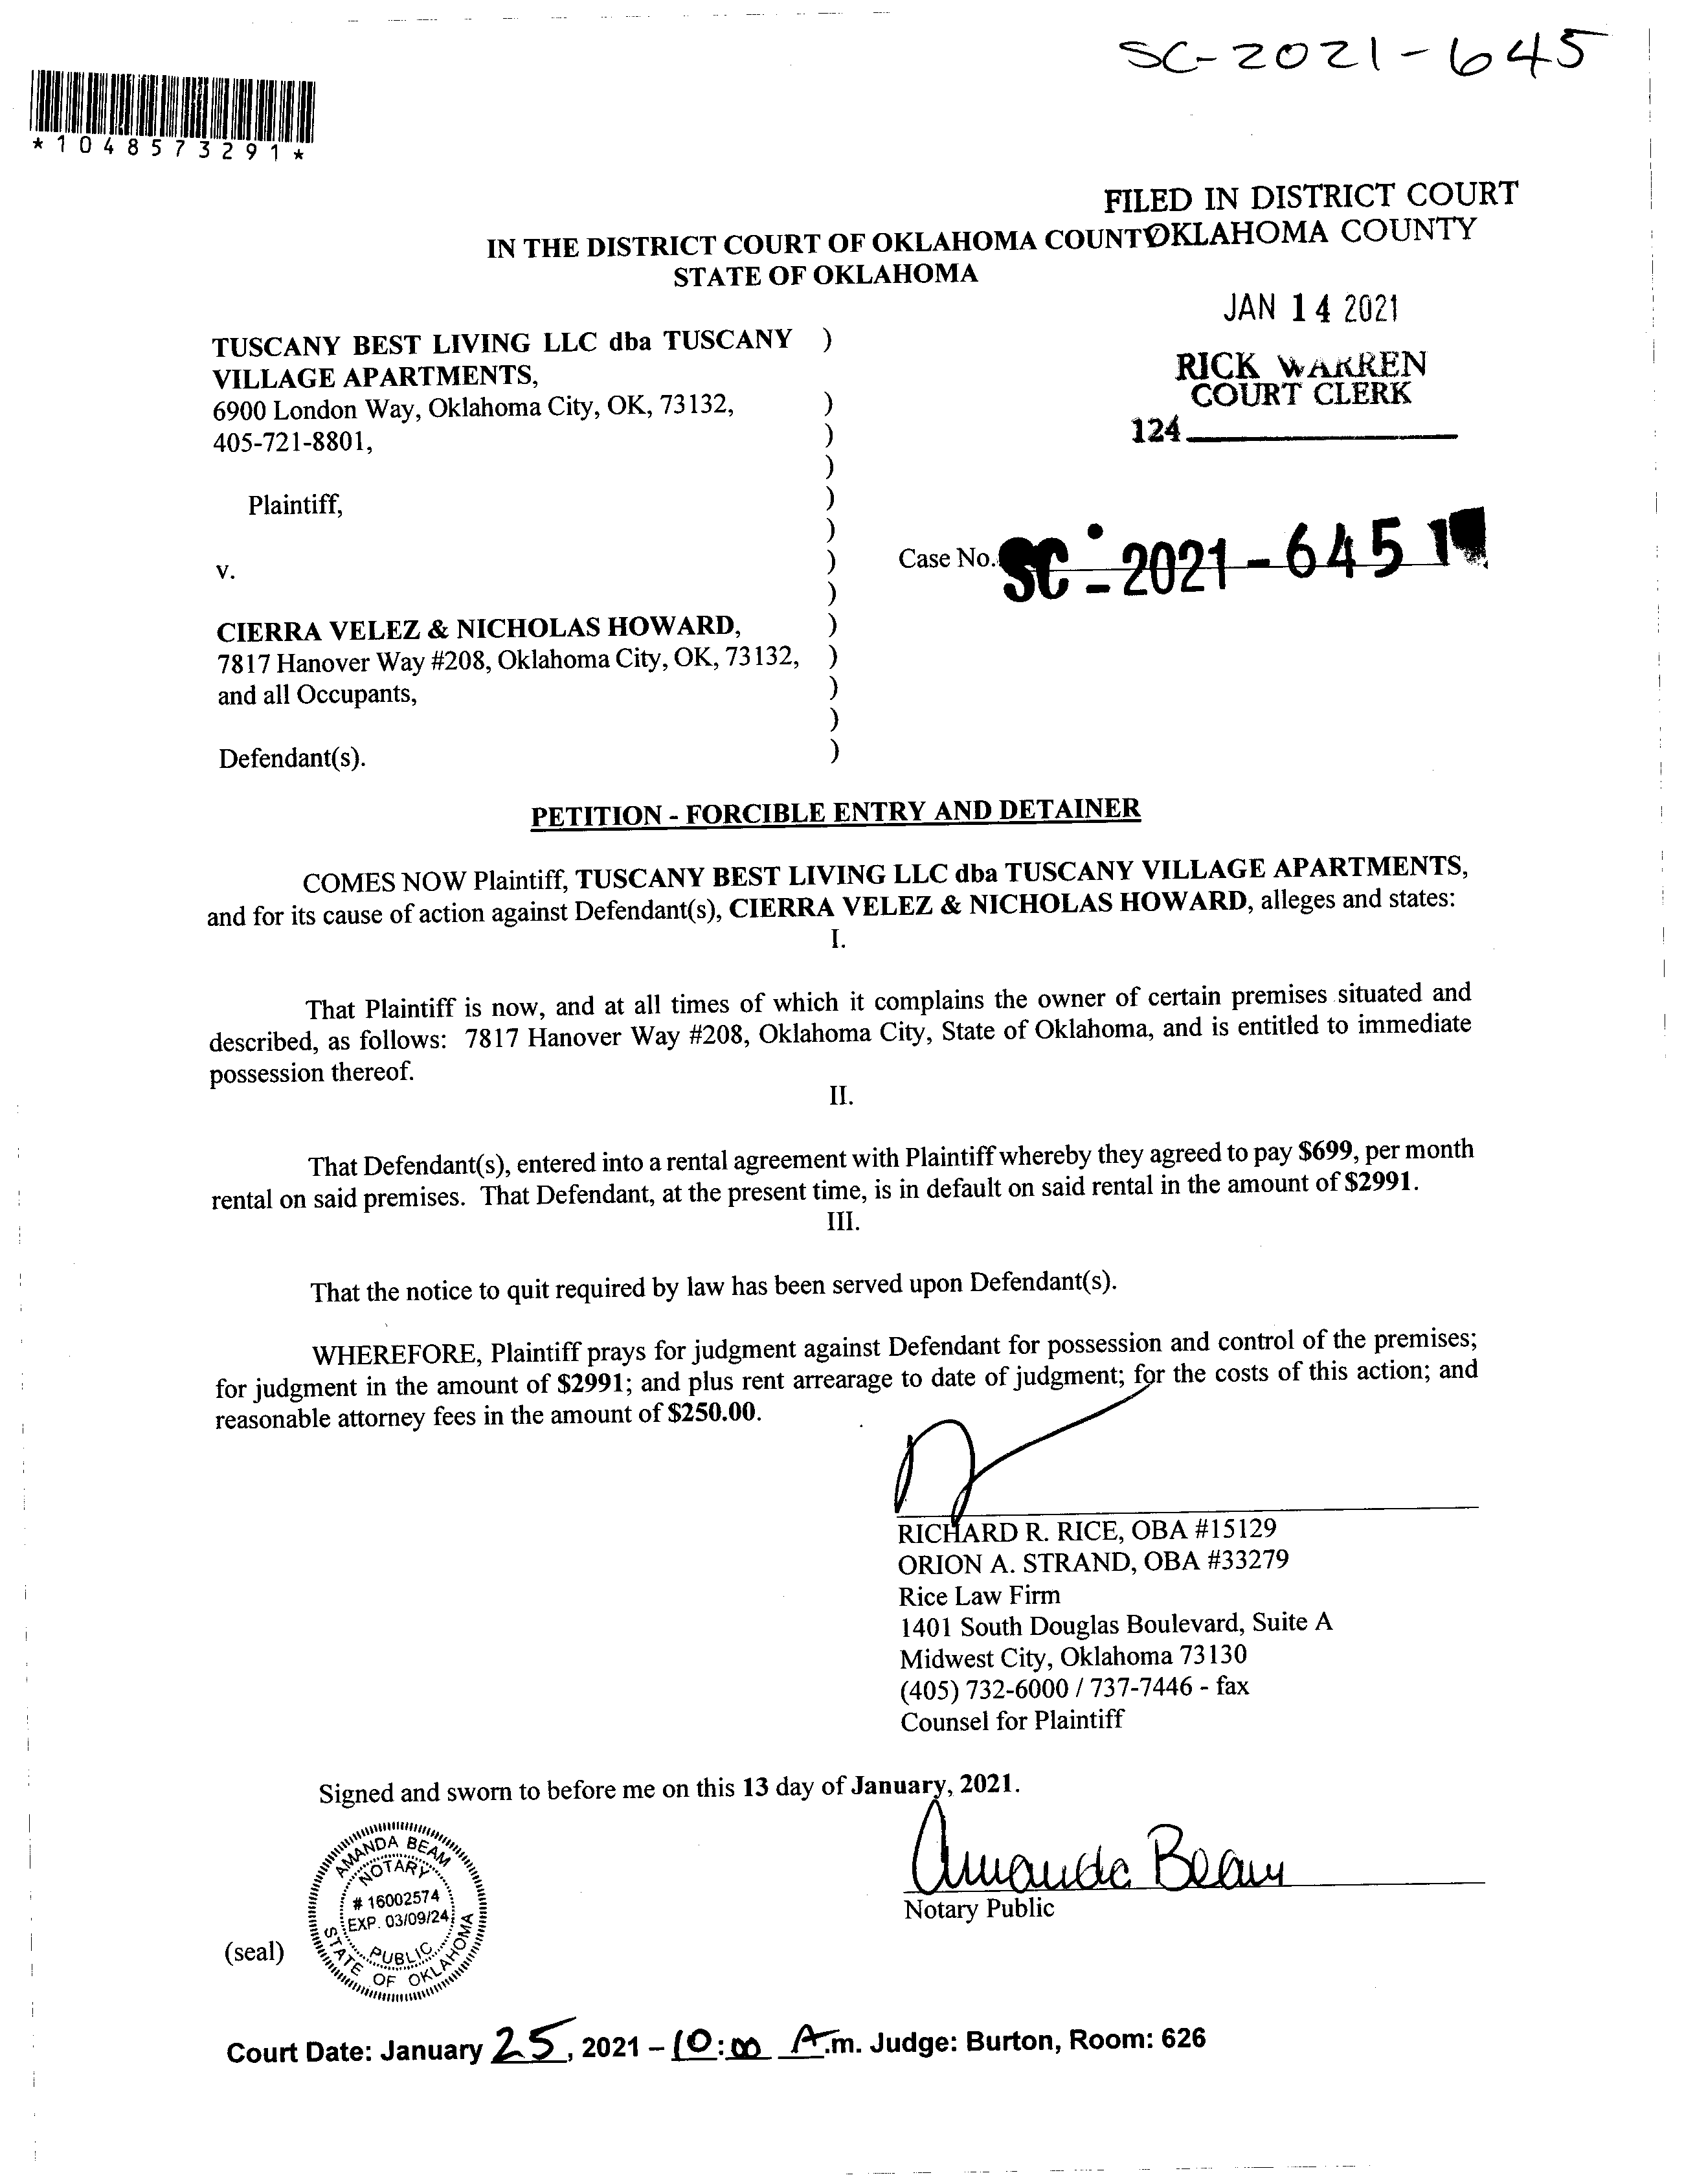 SC-2021-645
*1048573291*
FILED IN DISTRICT COURT
OKLAHOMA COUNTY
IN THE DISTRICT COURT OF OKLAHOMA COUNTY
STATE OF OKLAHOMA
JAN 14 2021
RICK WARREN
COURT CLERK
124
TUSCANY BEST LIVING LLC dba TUSCANY )
VILLAGE APARTMENTS,
6900 London Way, Oklahoma City, OK, 73132, )
405-721-8801, )
)
Plaintiff, )
)
v. ) Case No. SC - 2021 - 645
)
CIERRA VELEZ & NICHOLAS HOWARD, )
7817 Hanover Way #208, Oklahoma City, OK, 73132, )
and all Occupants, )
)
Defendant(s). )
PETITION - FORCIBLE ENTRY AND DETAINER
COMES NOW Plaintiff, TUSCANY BEST LIVING LLC dba TUSCANY VILLAGE APARTMENTS,
and for its cause of action against Defendant(s), CIERRA VELEZ & NICHOLAS HOWARD, alleges and states:
I.
That Plaintiff is now, and at all times of which it complains the owner of certain premises situated and
described, as follows: 7817 Hanover Way #208, Oklahoma City, State of Oklahoma, and is entitled to immediate
possession thereof.
II.
That Defendant(s), entered into a rental agreement with Plaintiff whereby they agreed to pay $699, per month
rental on said premises. That Defendant, at the present time, is in default on said rental in the amount of $2991.
III.
That the notice to quit required by law has been served upon Defendant(s).
WHEREFORE, Plaintiff prays for judgment against Defendant for possession and control of the premises;
for judgment in the amount of $2991; and plus rent arrearage to date of judgment; for the costs of this action; and
reasonable attorney fees in the amount of $250.00.
RICHARD R. RICE, OBA #15129
ORION A. STRAND, OBA #33279
Rice Law Firm
1401 South Douglas Boulevard, Suite A
Midwest City, Oklahoma 73130
(405) 732-6000 / 737-7446 - fax
Counsel for Plaintiff
Signed and sworn to before me on this 13 day of January, 2021.
Amanda Beam
Notary Public
AMANDA BEAM
NOTARY
# 16002574
EXP. 03/09/24
PUBLIC
STATE OF OKLAHOMA
(seal)
Court Date: January 25, 2021 – 10:00 A.m. Judge: Burton, Room: 626